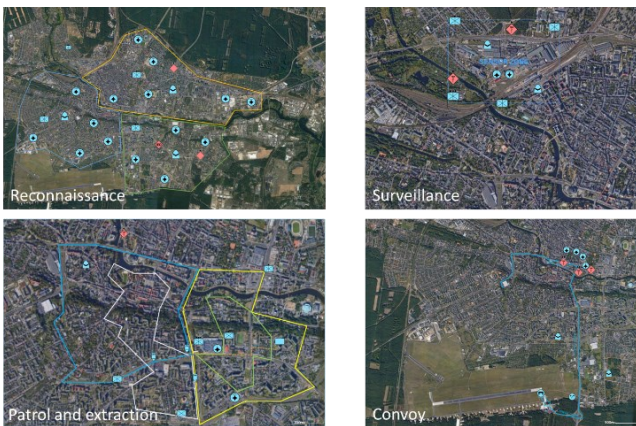 Reconnaissance
Surveillance
Patrol and extraction
Convoy